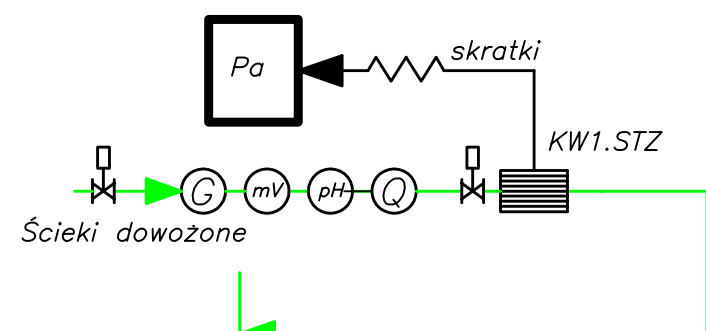 skratki
Pa
KW1.STZ
G mV pH Q
Ścieki dowożone